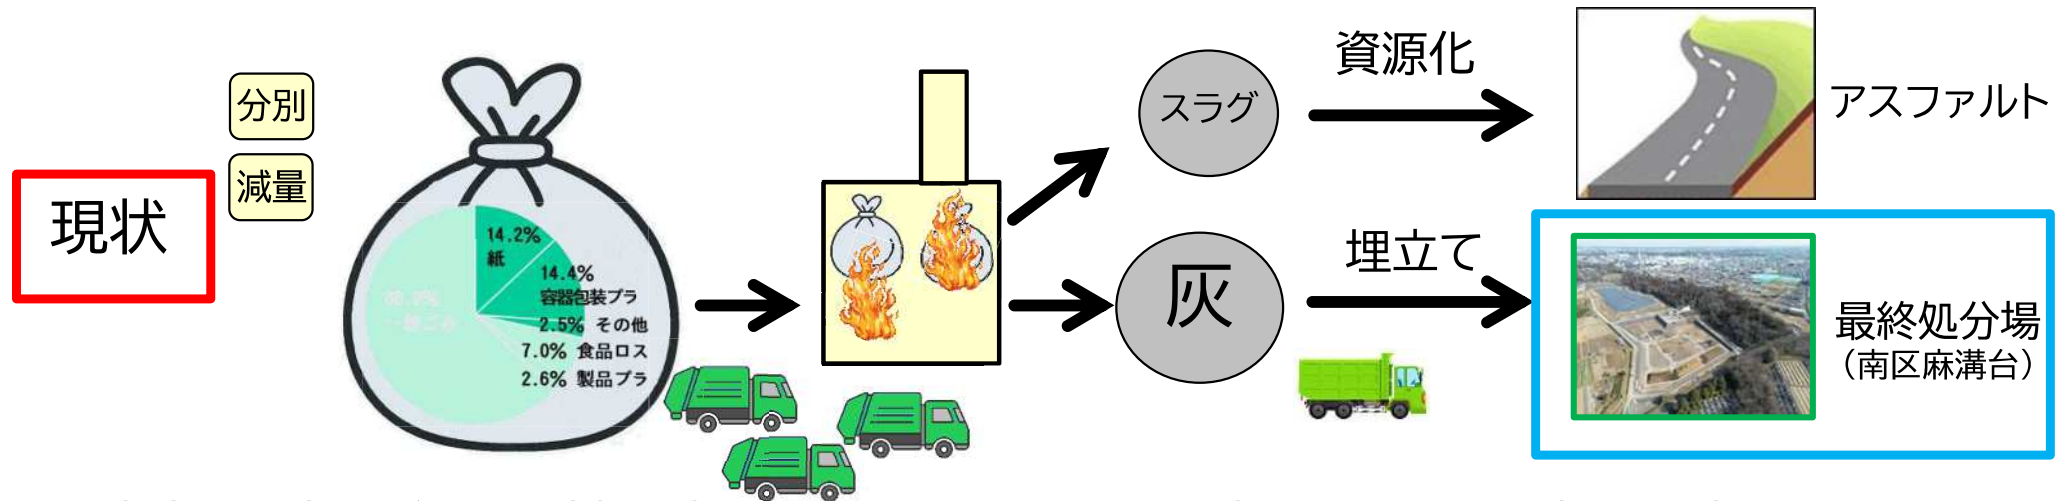 現状
分別
減量
14.2%
紙
14.4%
容器包装プラ
2.5% その他
7.0% 食品ロス
2.6% 製品プラ
スラグ
資源化
アスファルト
灰
埋立て
最終処分場
（南区麻溝台）